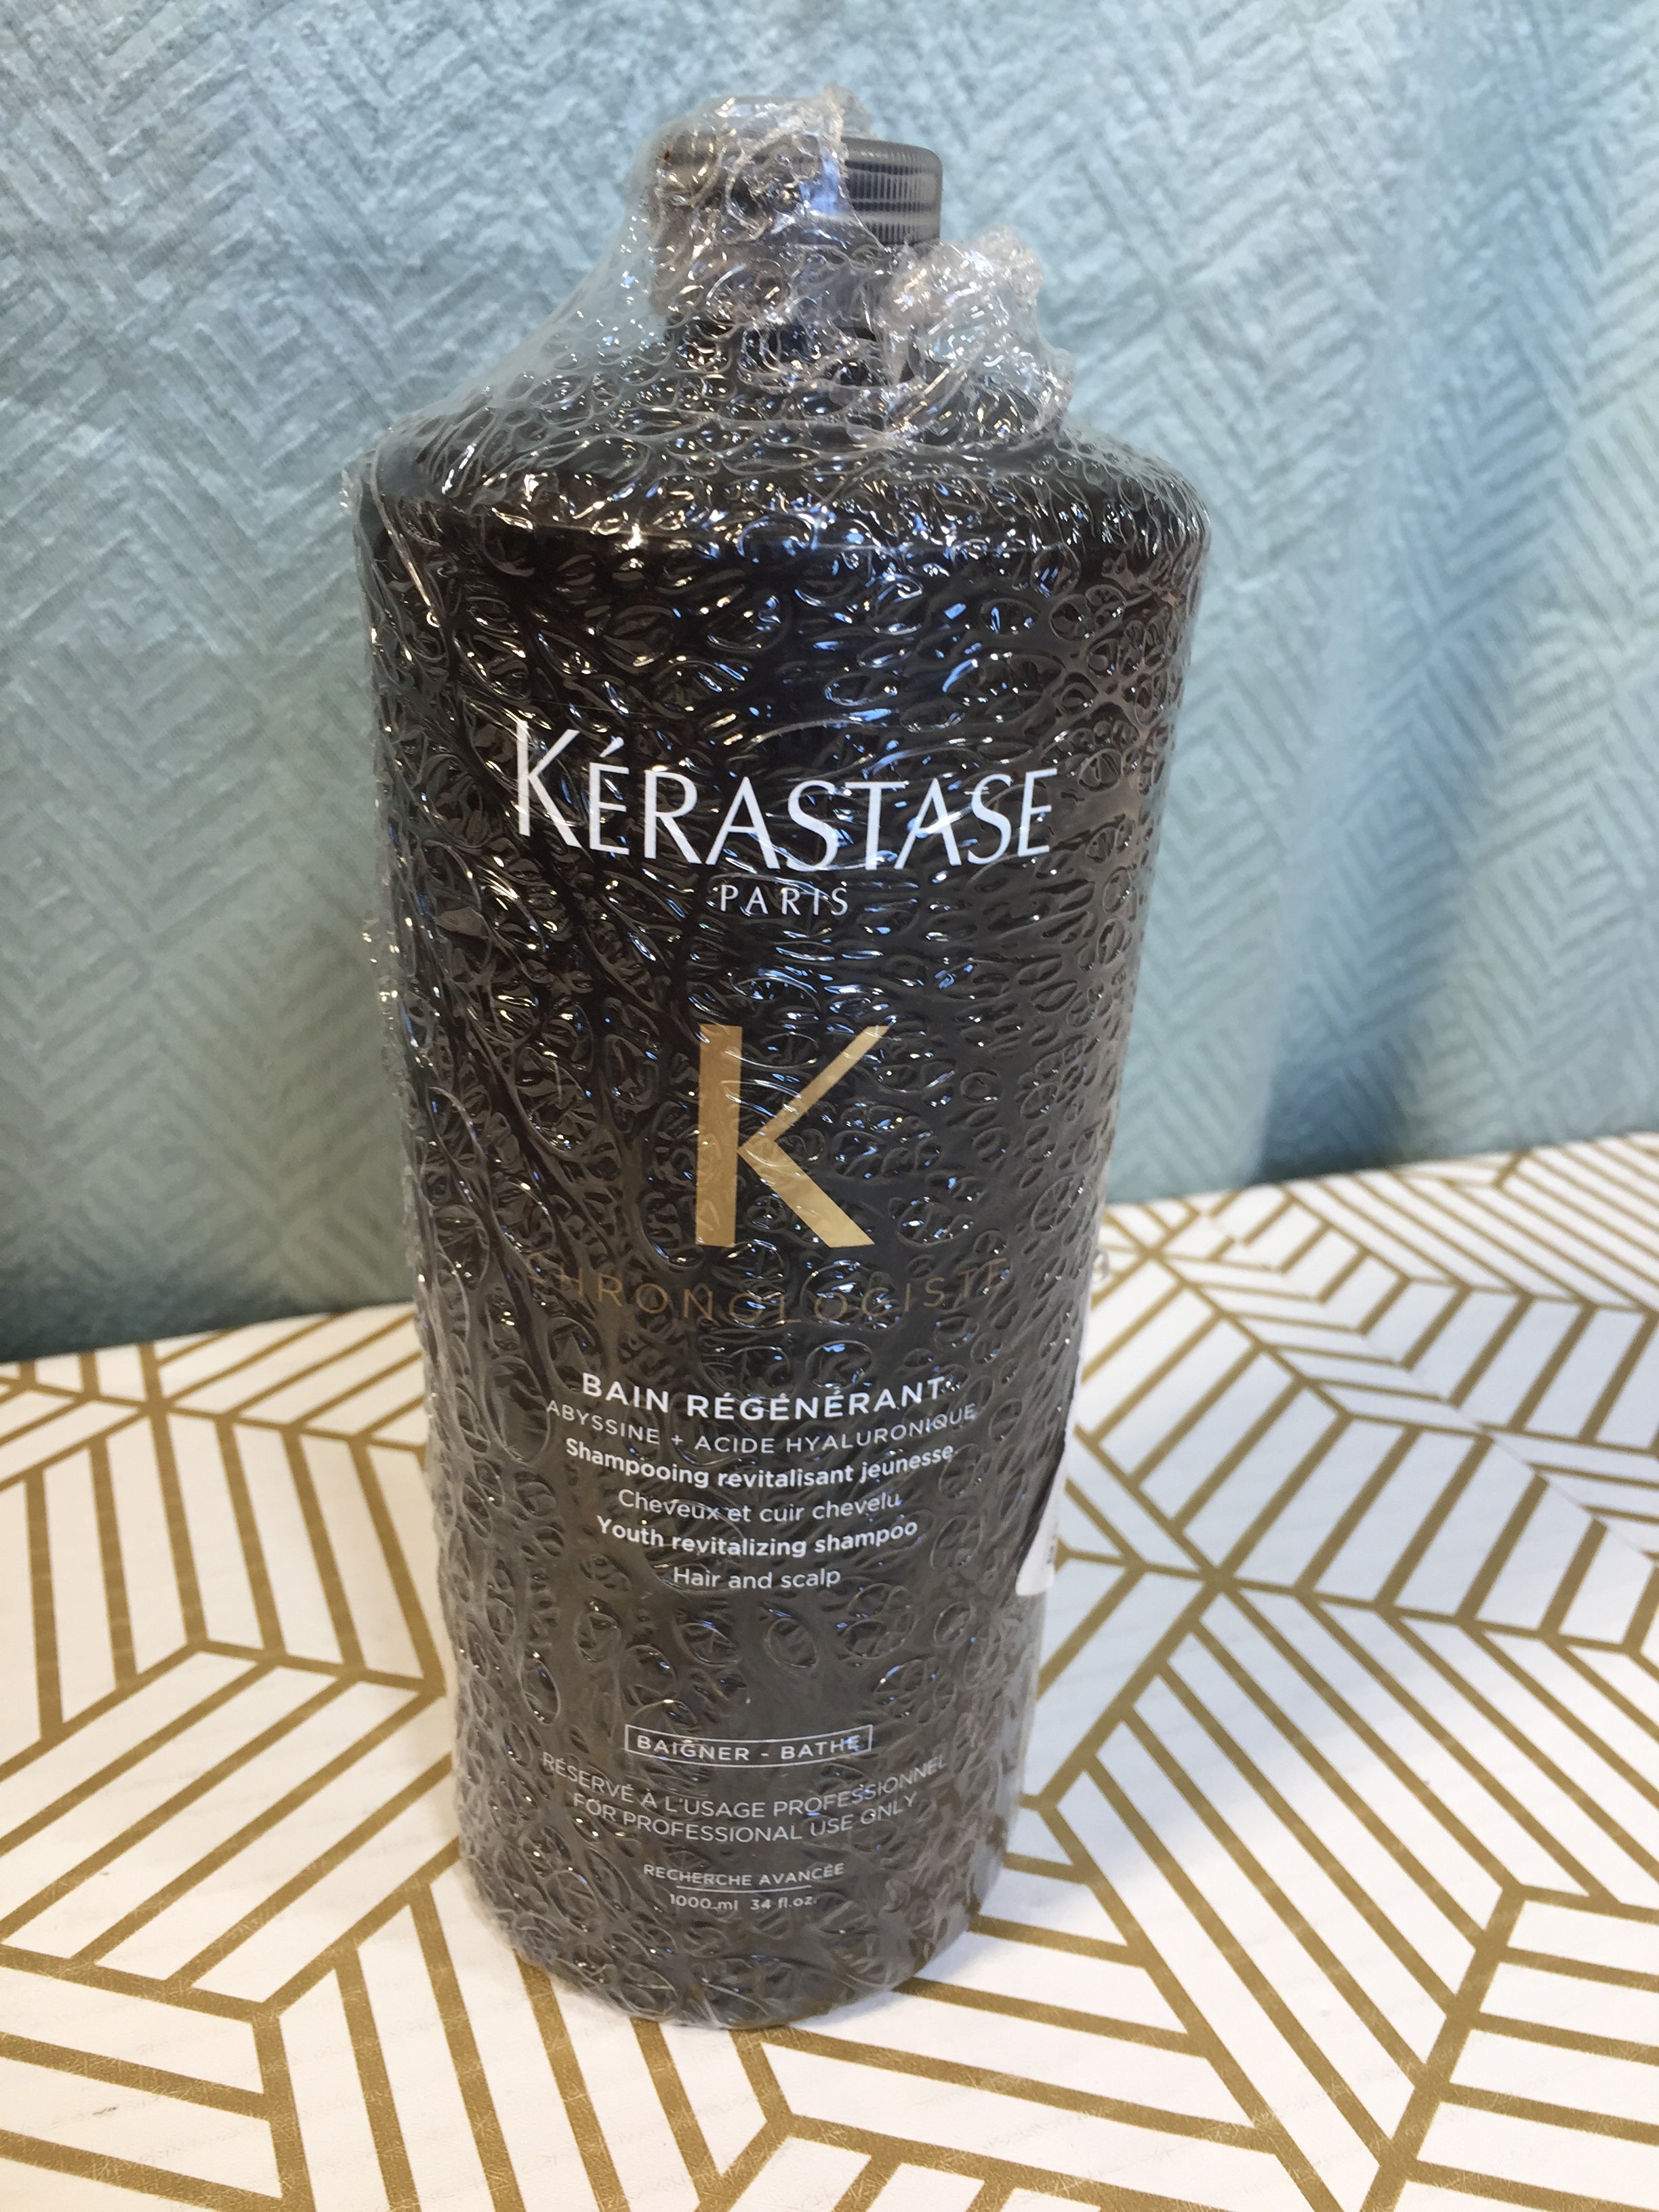 KÉRASTASE
PARIS
K
CHRONOLOGISTE
BAIN RÉGÉNÉRANT
ABYSSINE + ACIDE HYALURONIQUE
Shampooing revitalisant jeunesse
Cheveux et cuir chevelu
Youth revitalizing shampoo
Hair and scalp
BAIGNER - BATHE
RÉSERVÉ À L'USAGE PROFESSIONNEL
FOR PROFESSIONAL USE ONLY
RECHERCHE AVANCÉE
1000 ml 34 fl.oz.